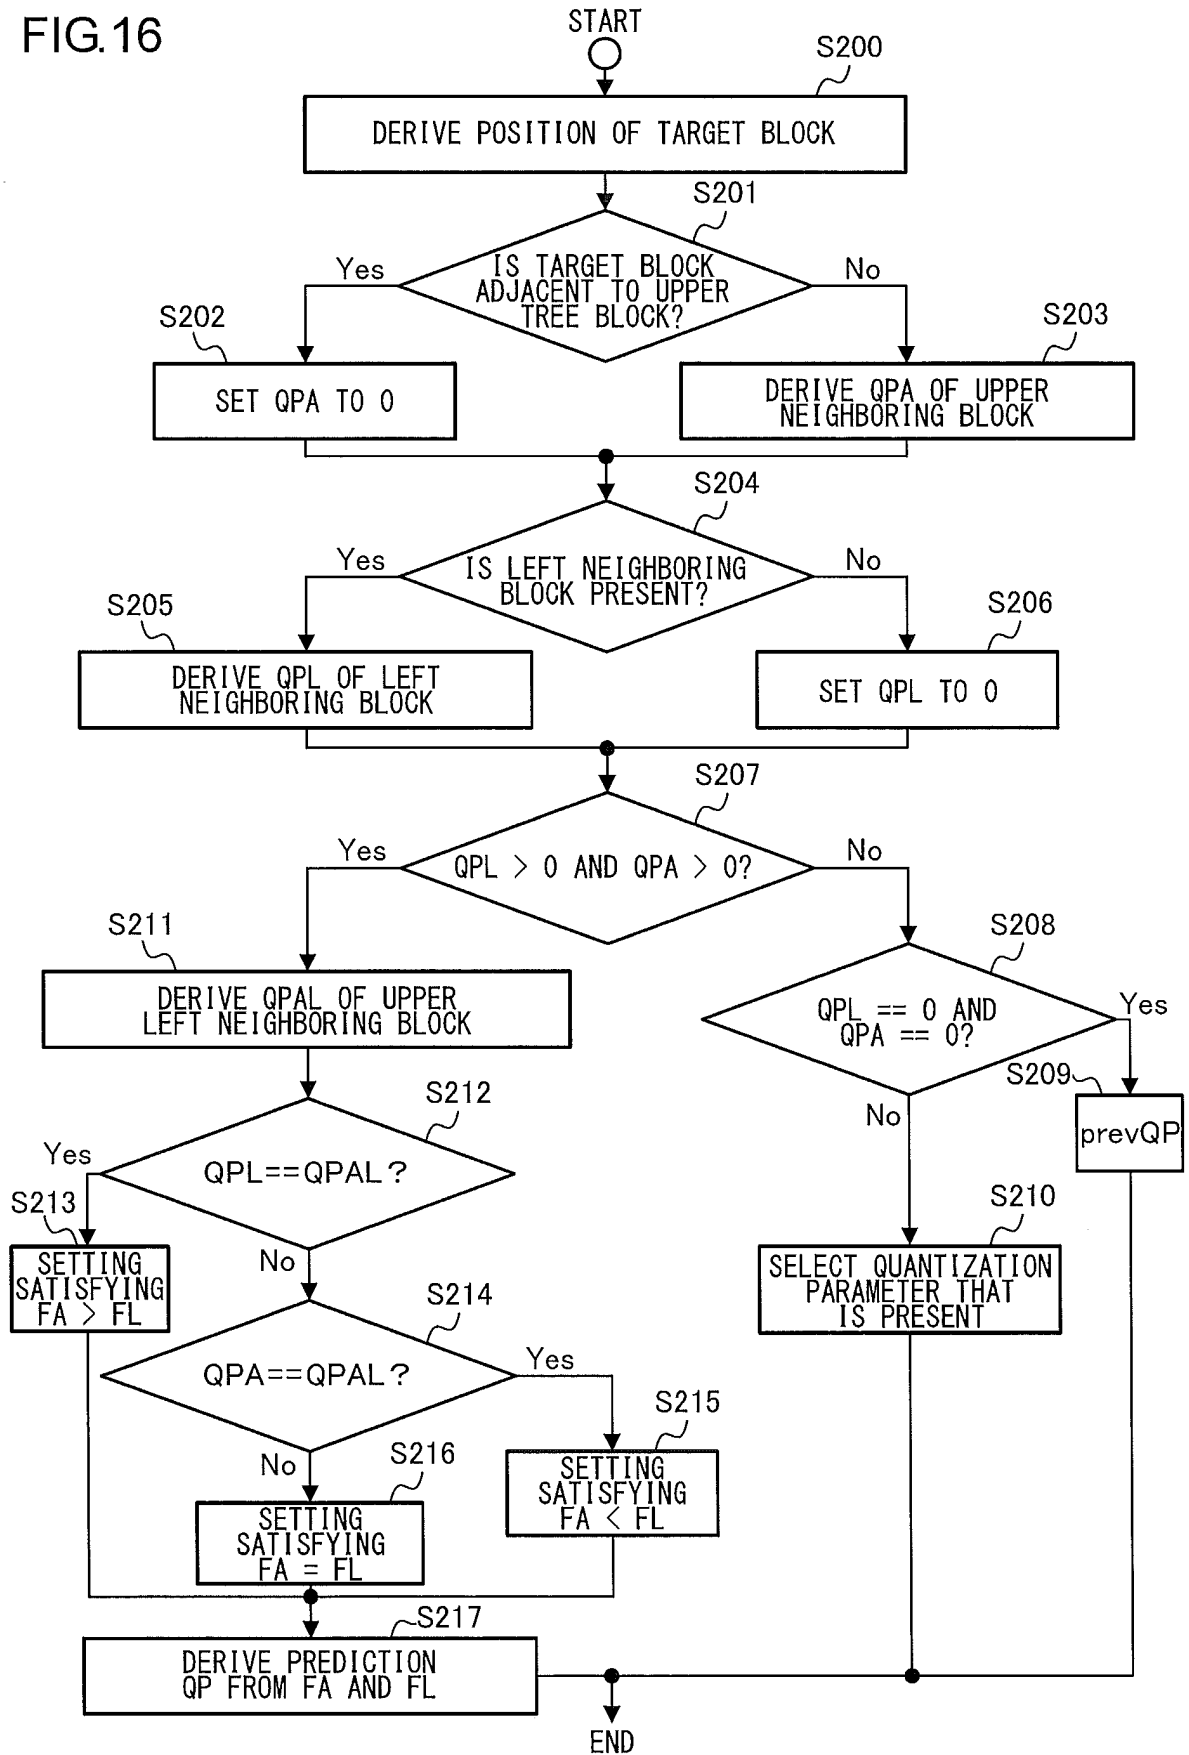 FIG.16
START
S200
DERIVE POSITION OF TARGET BLOCK
S201
IS TARGET BLOCK
ADJACENT TO UPPER
TREE BLOCK?
Yes
No
S202
SET QPA TO 0
S203
DERIVE QPA OF UPPER
NEIGHBORING BLOCK
S204
IS LEFT NEIGHBORING
BLOCK PRESENT?
Yes
No
S205
DERIVE QPL OF LEFT
NEIGHBORING BLOCK
S206
SET QPL TO 0
S207
QPL > 0 AND QPA > 0?
Yes
No
S211
DERIVE QPAL OF UPPER
LEFT NEIGHBORING BLOCK
S208
QPL == 0 AND
QPA == 0?
Yes
No
S209
prevQP
S212
QPL==QPAL?
Yes
No
S213
SETTING
SATISFYING
FA > FL
S210
SELECT QUANTIZATION
PARAMETER THAT
IS PRESENT
S214
QPA==QPAL?
Yes
No
S215
SETTING
SATISFYING
FA < FL
S216
SETTING
SATISFYING
FA = FL
S217
DERIVE PREDICTION
QP FROM FA AND FL
END